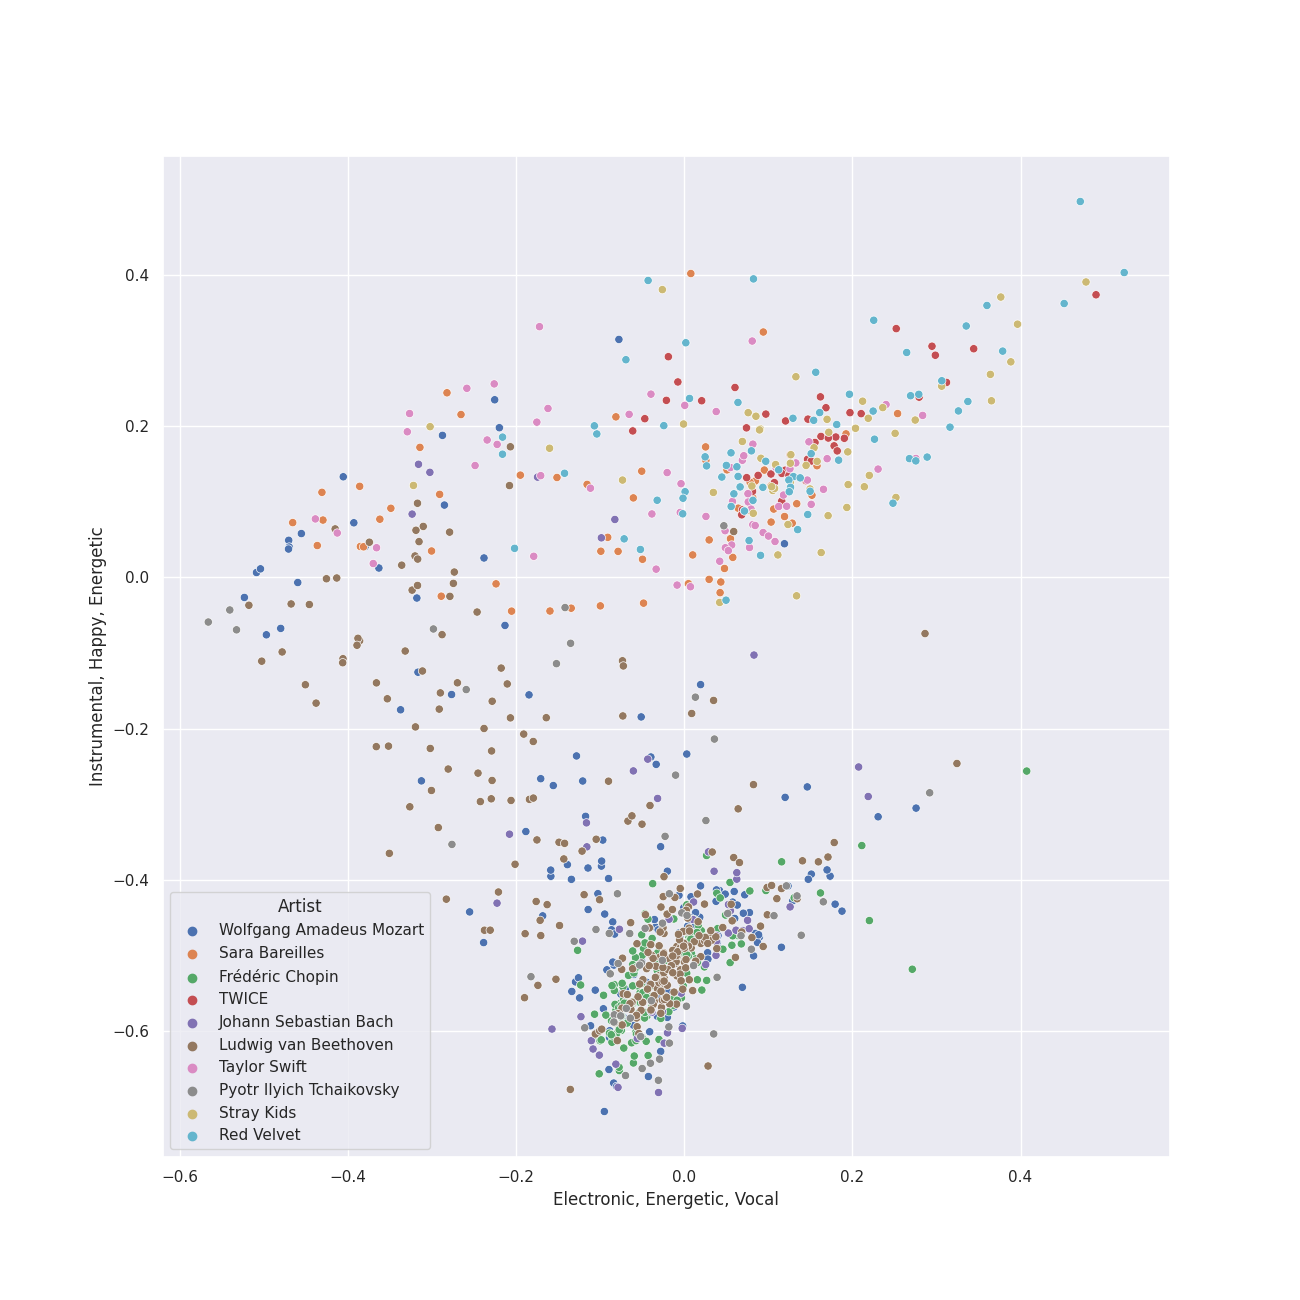 0.4
0.2
0.0
−0.2
−0.4
−0.6
Instrumental, Happy, Energetic
Artist
Wolfgang Amadeus Mozart
Sara Bareilles
Frédéric Chopin
TWICE
Johann Sebastian Bach
Ludwig van Beethoven
Taylor Swift
Pyotr Ilyich Tchaikovsky
Stray Kids
Red Velvet
−0.6 −0.4 −0.2 0.0 0.2 0.4
Electronic, Energetic, Vocal